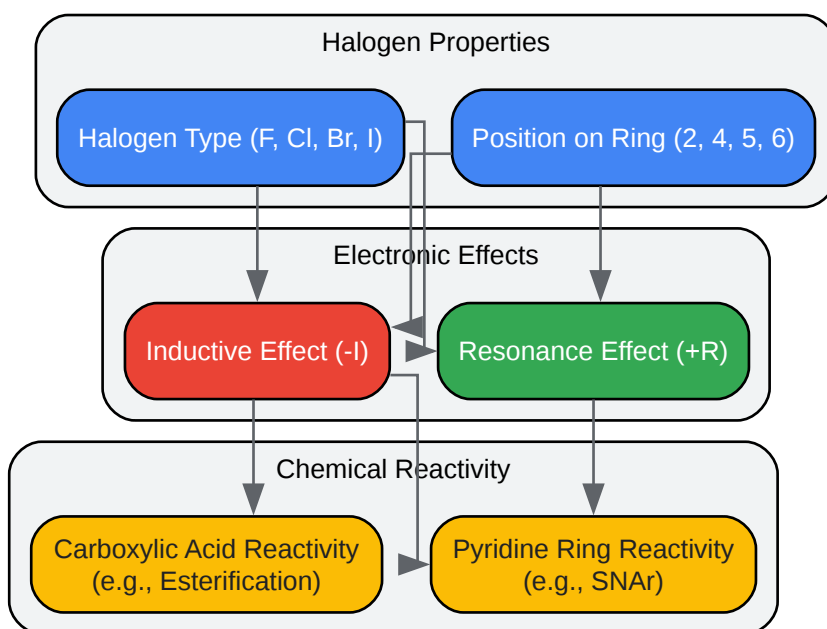 Halogen Properties
Halogen Type (F, Cl, Br, I)
Position on Ring (2, 4, 5, 6)
Electronic Effects
Inductive Effect (-I)
Resonance Effect (+R)
Chemical Reactivity
Carboxylic Acid Reactivity
(e.g., Esterification)
Pyridine Ring Reactivity
(e.g., SNAr)